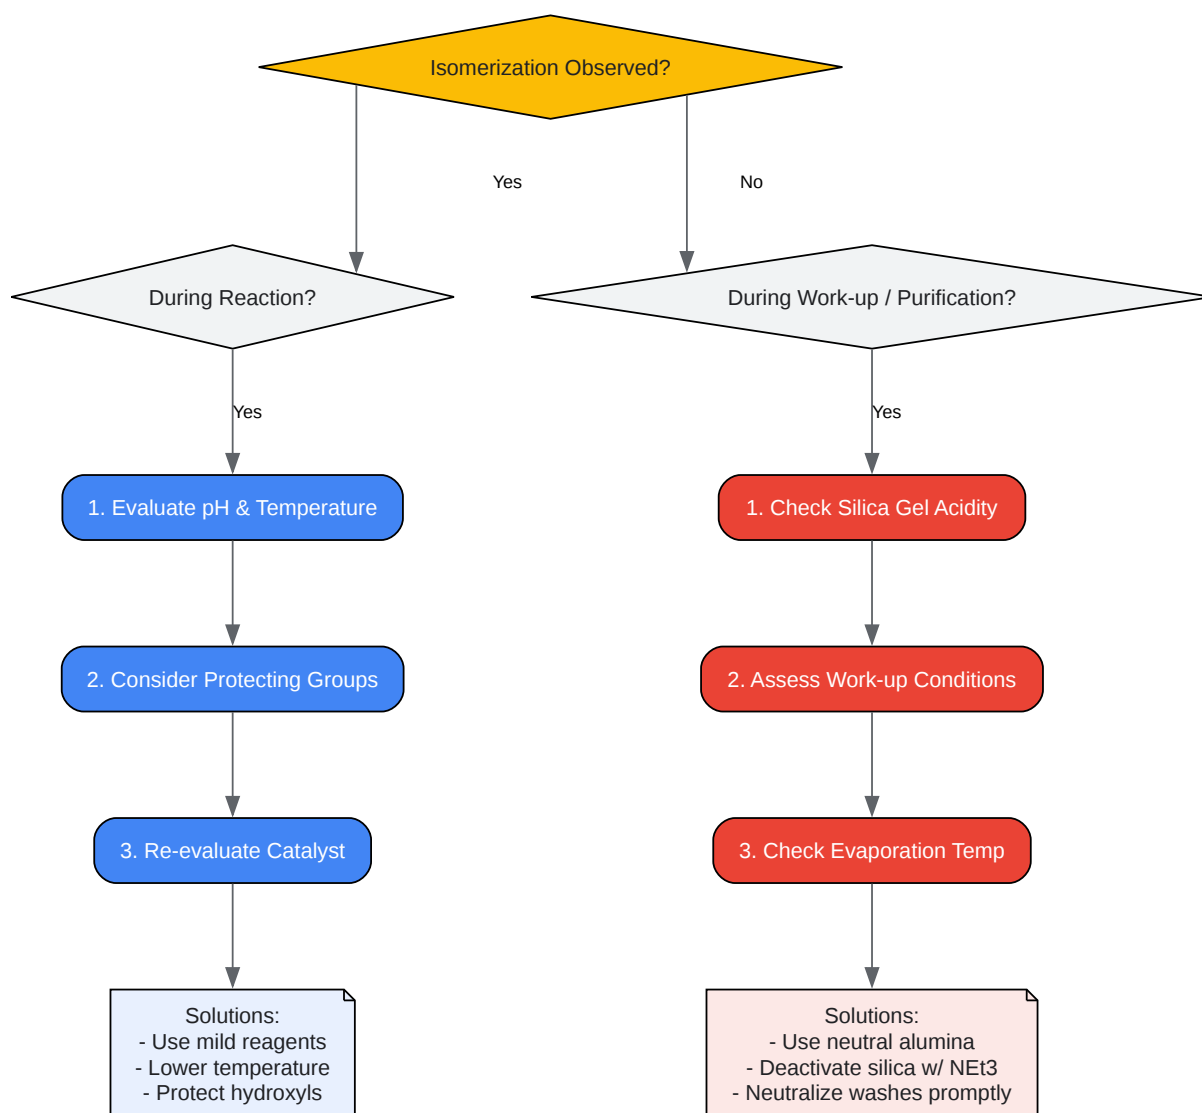 Isomerization Observed?
Yes
No
During Reaction?
During Work-up / Purification?
Yes
Yes
1. Evaluate pH & Temperature
1. Check Silica Gel Acidity
2. Consider Protecting Groups
2. Assess Work-up Conditions
3. Re-evaluate Catalyst
3. Check Evaporation Temp
Solutions:
- Use mild reagents
- Lower temperature
- Protect hydroxyls
Solutions:
- Use neutral alumina
- Deactivate silica w/ NEt3
- Neutralize washes promptly